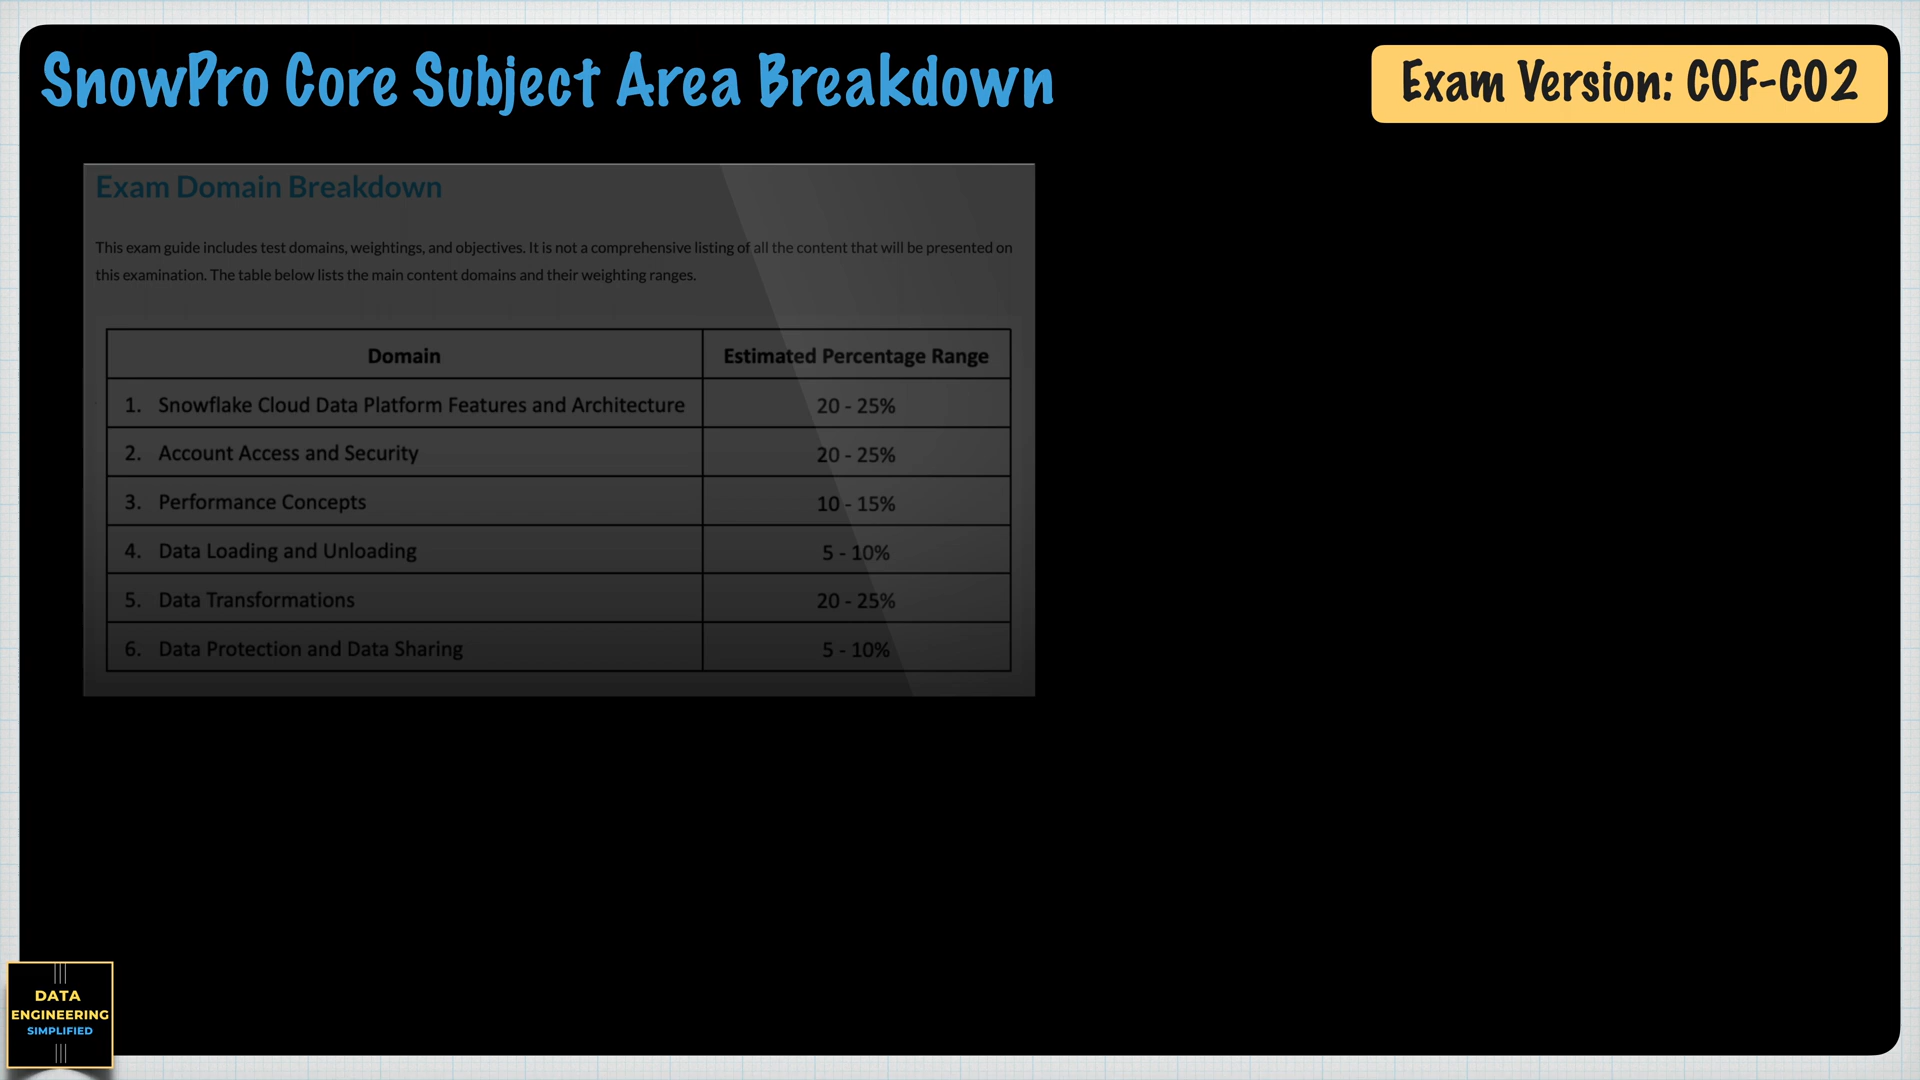 SnowPro Core Subject Area Breakdown
Exam Version: COF-C02
Exam Domain Breakdown
This exam guide includes test domains, weightings, and objectives. It is not a comprehensive listing of all the content that will be presented on
this examination. The table below lists the main content domains and their weighting ranges.
Domain Estimated Percentage Range
1. Snowflake Cloud Data Platform Features and Architecture 20 - 25%
2. Account Access and Security 20 - 25%
3. Performance Concepts 10 - 15%
4. Data Loading and Unloading 5 - 10%
5. Data Transformations 20 - 25%
6. Data Protection and Data Sharing 5 - 10%
DATA
ENGINEERING
SIMPLIFIED